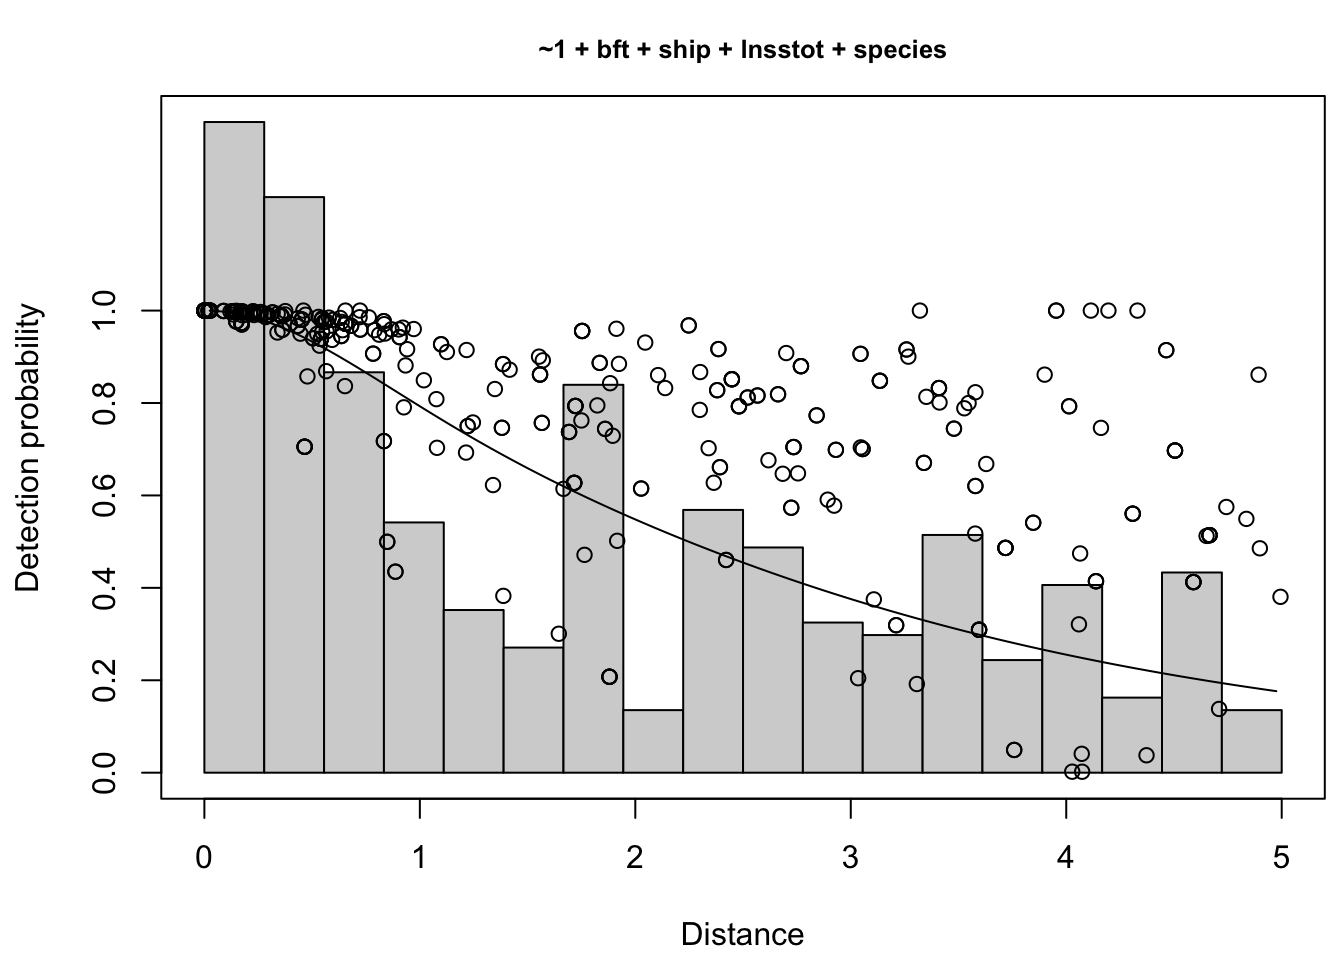 ~1 + bft + ship + lnsstot + species
Detection probability
1.0
0.8
0.6
0.4
0.2
0.0
0 1 2 3 4 5
Distance